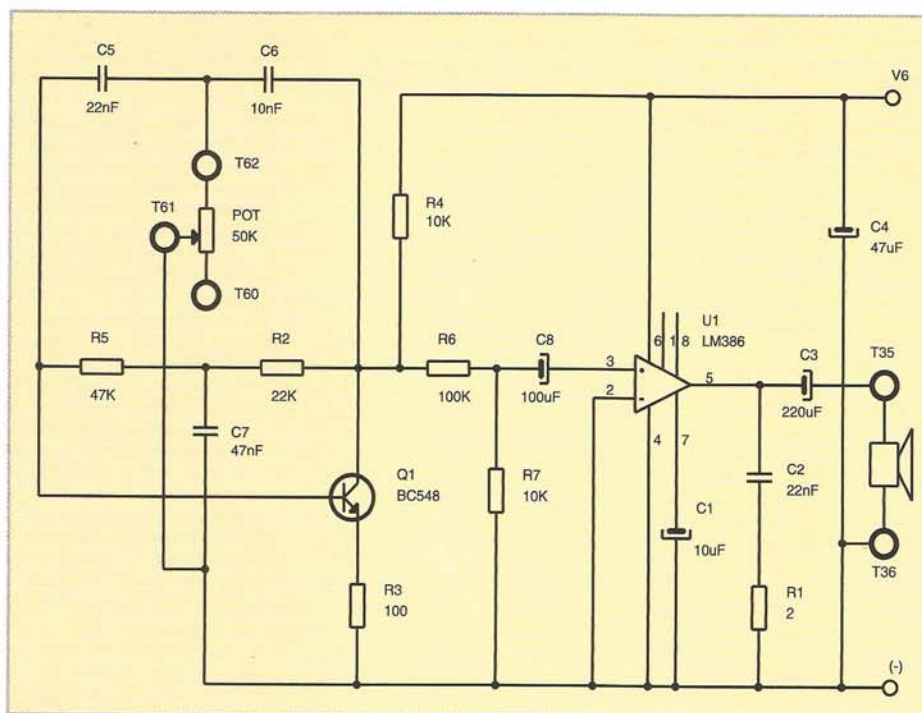 C5
C6
22nF
10nF
V6
T62
T61
POT
50K
R4
10K
C4
47uF
T60
U1
LM386
6
1
8
R5
R2
R6
C8
C3
T35
3
5
47K
22K
100K
100uF
2
220uF
C7
47nF
4
7
Q1
BC548
R7
10K
C2
22nF
C1
10uF
T36
R3
100
R1
2
(-)